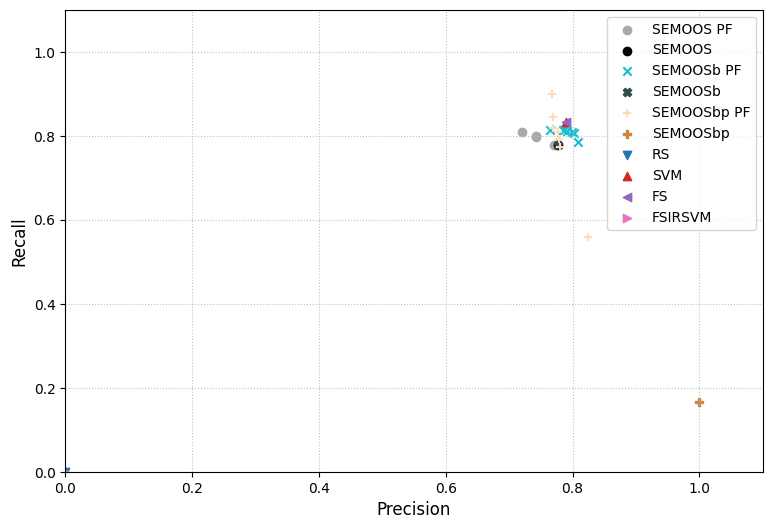 SEMOOS PF
SEMOOS
SEMOOSb PF
SEMOOSb
SEMOOSbp PF
SEMOOSbp
RS
SVM
FS
FSIRSVM
1.0
0.8
0.6
0.4
0.2
0.0
Recall
0.0 0.2 0.4 0.6 0.8 1.0
Precision